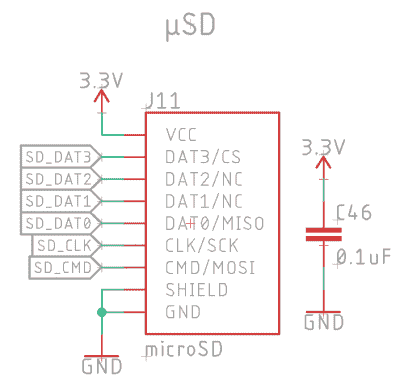 µSD
3.3V
J11
VCC
SD_DAT3 DAT3/CS
SD_DAT2 DAT2/NC
SD_DAT1 DAT1/NC
SD_DAT0 DAT0/MISO
SD_CLK CLK/SCK
SD_CMD CMD/MOSI
SHIELD
GND
microSD
GND
3.3V
C46
0.1uF
GND